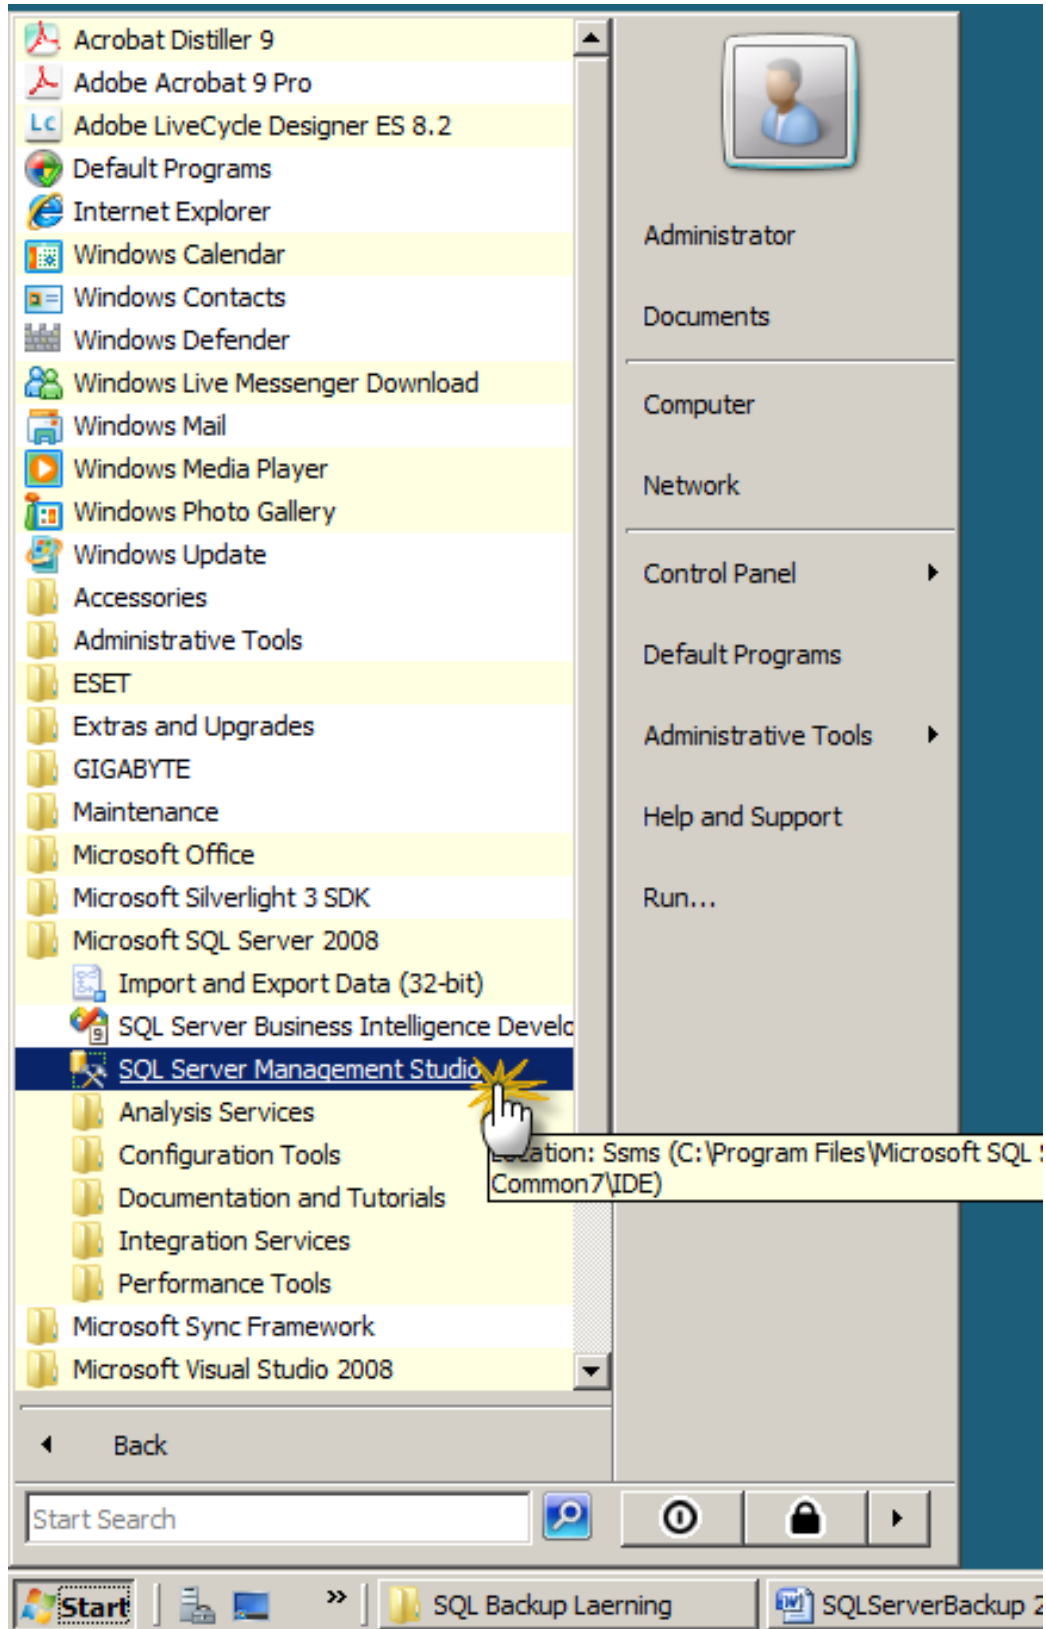 Acrobat Distiller 9
Adobe Acrobat 9 Pro
Lc Adobe LiveCycle Designer ES 8.2
Default Programs
Internet Explorer
Windows Calendar
Windows Contacts
Windows Defender
Windows Live Messenger Download
Windows Mail
Windows Media Player
Windows Photo Gallery
Windows Update
Accessories
Administrative Tools
ESET
Extras and Upgrades
GIGABYTE
Maintenance
Microsoft Office
Microsoft Silverlight 3 SDK
Microsoft SQL Server 2008
Import and Export Data (32-bit)
SQL Server Business Intelligence Develo
SQL Server Management Studio
Analysis Services
Configuration Tools
Documentation and Tutorials
Integration Services
Performance Tools
Microsoft Sync Framework
Microsoft Visual Studio 2008
Back
Start Search
Administrator
Documents
Computer
Network
Control Panel
Default Programs
Administrative Tools
Help and Support
Run...
Location: Ssms (C:\Program Files\Microsoft SQL S
Common7\IDE)
Start
SQL Backup Laerning
SQLServerBackup 2